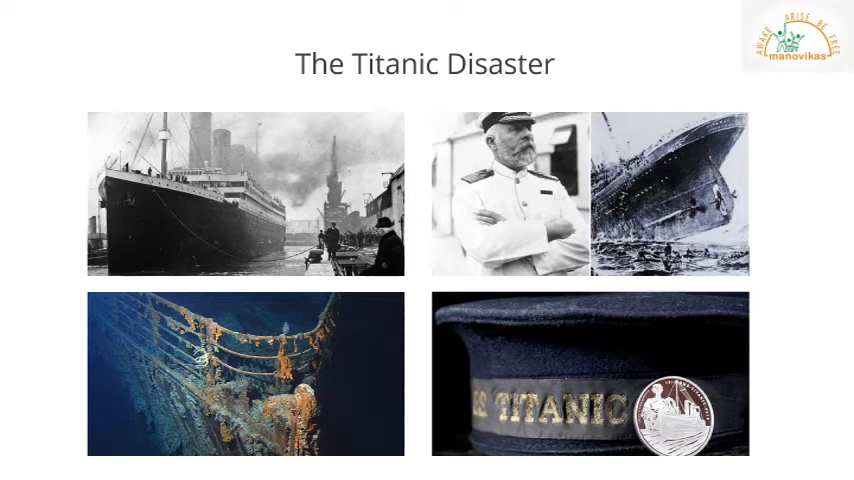 AWAKE ARISE BE FREE
manovikas
The Titanic Disaster
TITANIC